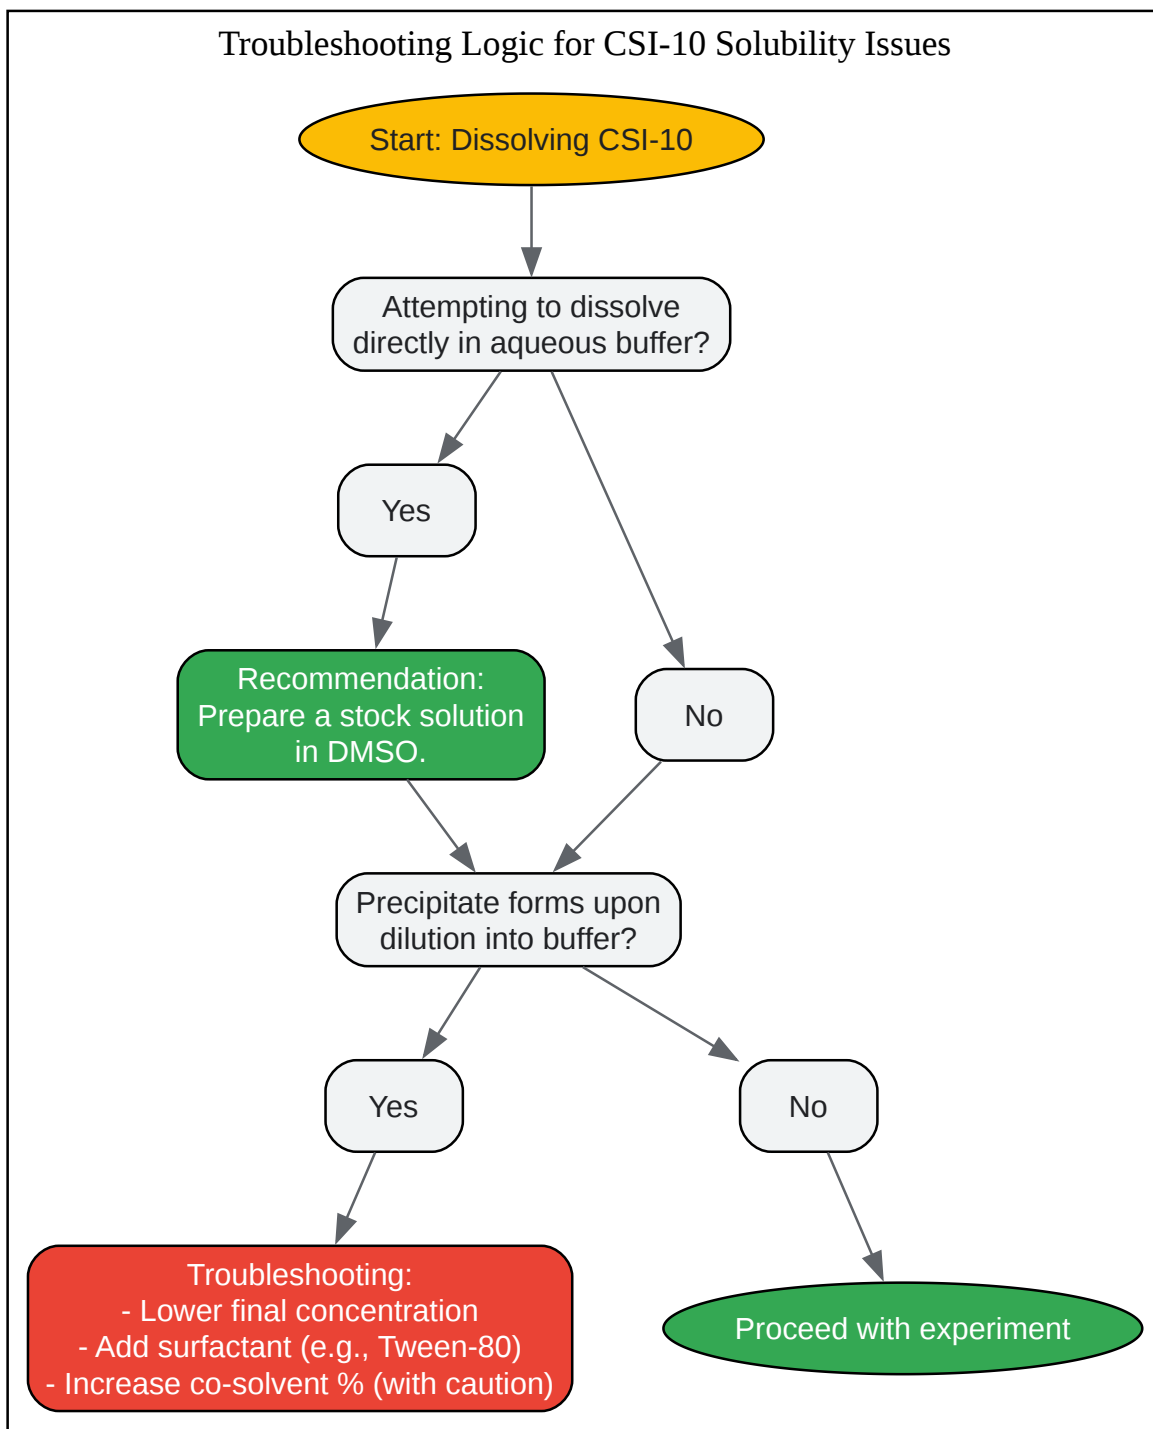 Troubleshooting Logic for CSI-10 Solubility Issues
Start: Dissolving CSI-10
Attempting to dissolve
directly in aqueous buffer?
Yes
Recommendation:
Prepare a stock solution
in DMSO.
No
Precipitate forms upon
dilution into buffer?
Yes
No
Troubleshooting:
- Lower final concentration
- Add surfactant (e.g., Tween-80)
- Increase co-solvent % (with caution)
Proceed with experiment